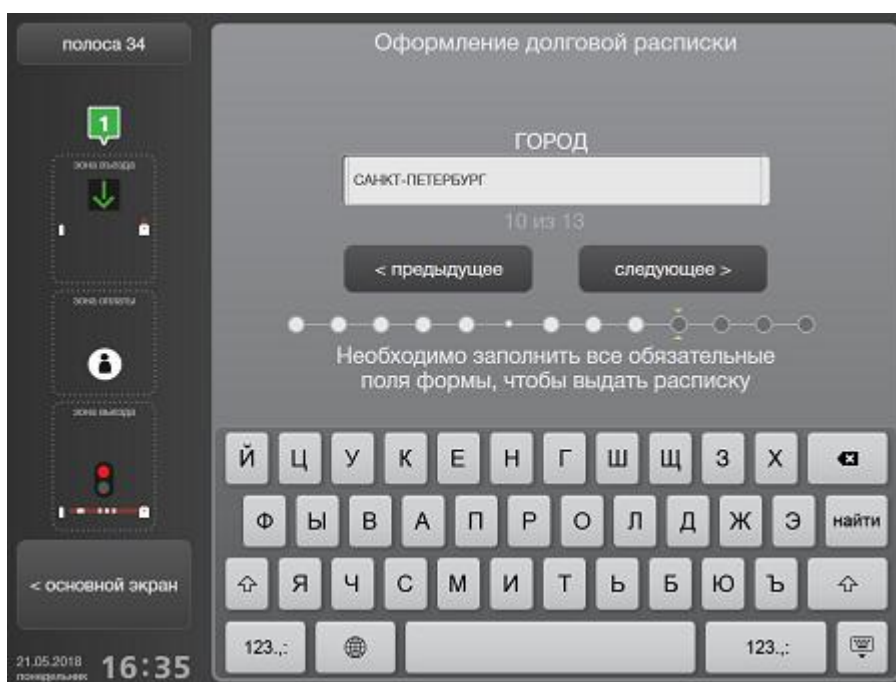 полоса 34
1
зона въезда
зона оплаты
зона выезда
< основной экран
21.05.2018
понедельник
16:35
Оформление долговой расписки
ГОРОД
САНКТ-ПЕТЕРБУРГ
10 из 13
< предыдущее
следующее >
Необходимо заполнить все обязательные
поля формы, чтобы выдать расписку
Й Ц У К Е Н Г Ш Щ З Х
Ф Ы В А П Р О Л Д Ж Э найти
Я Ч С М И Т Ь Б Ю Ъ
123.,: 123.,: